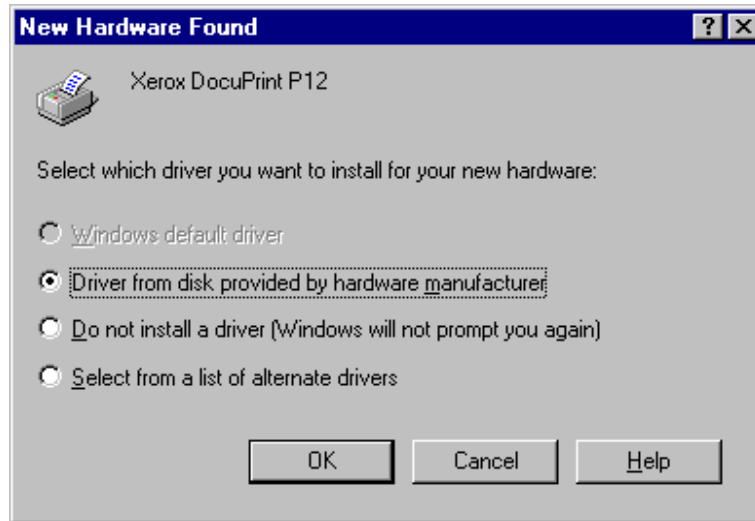 New Hardware Found
Xerox DocuPrint P12
Select which driver you want to install for your new hardware:
Windows default driver
Driver from disk provided by hardware manufacturer
Do not install a driver (Windows will not prompt you again)
Select from a list of alternate drivers
OK Cancel Help